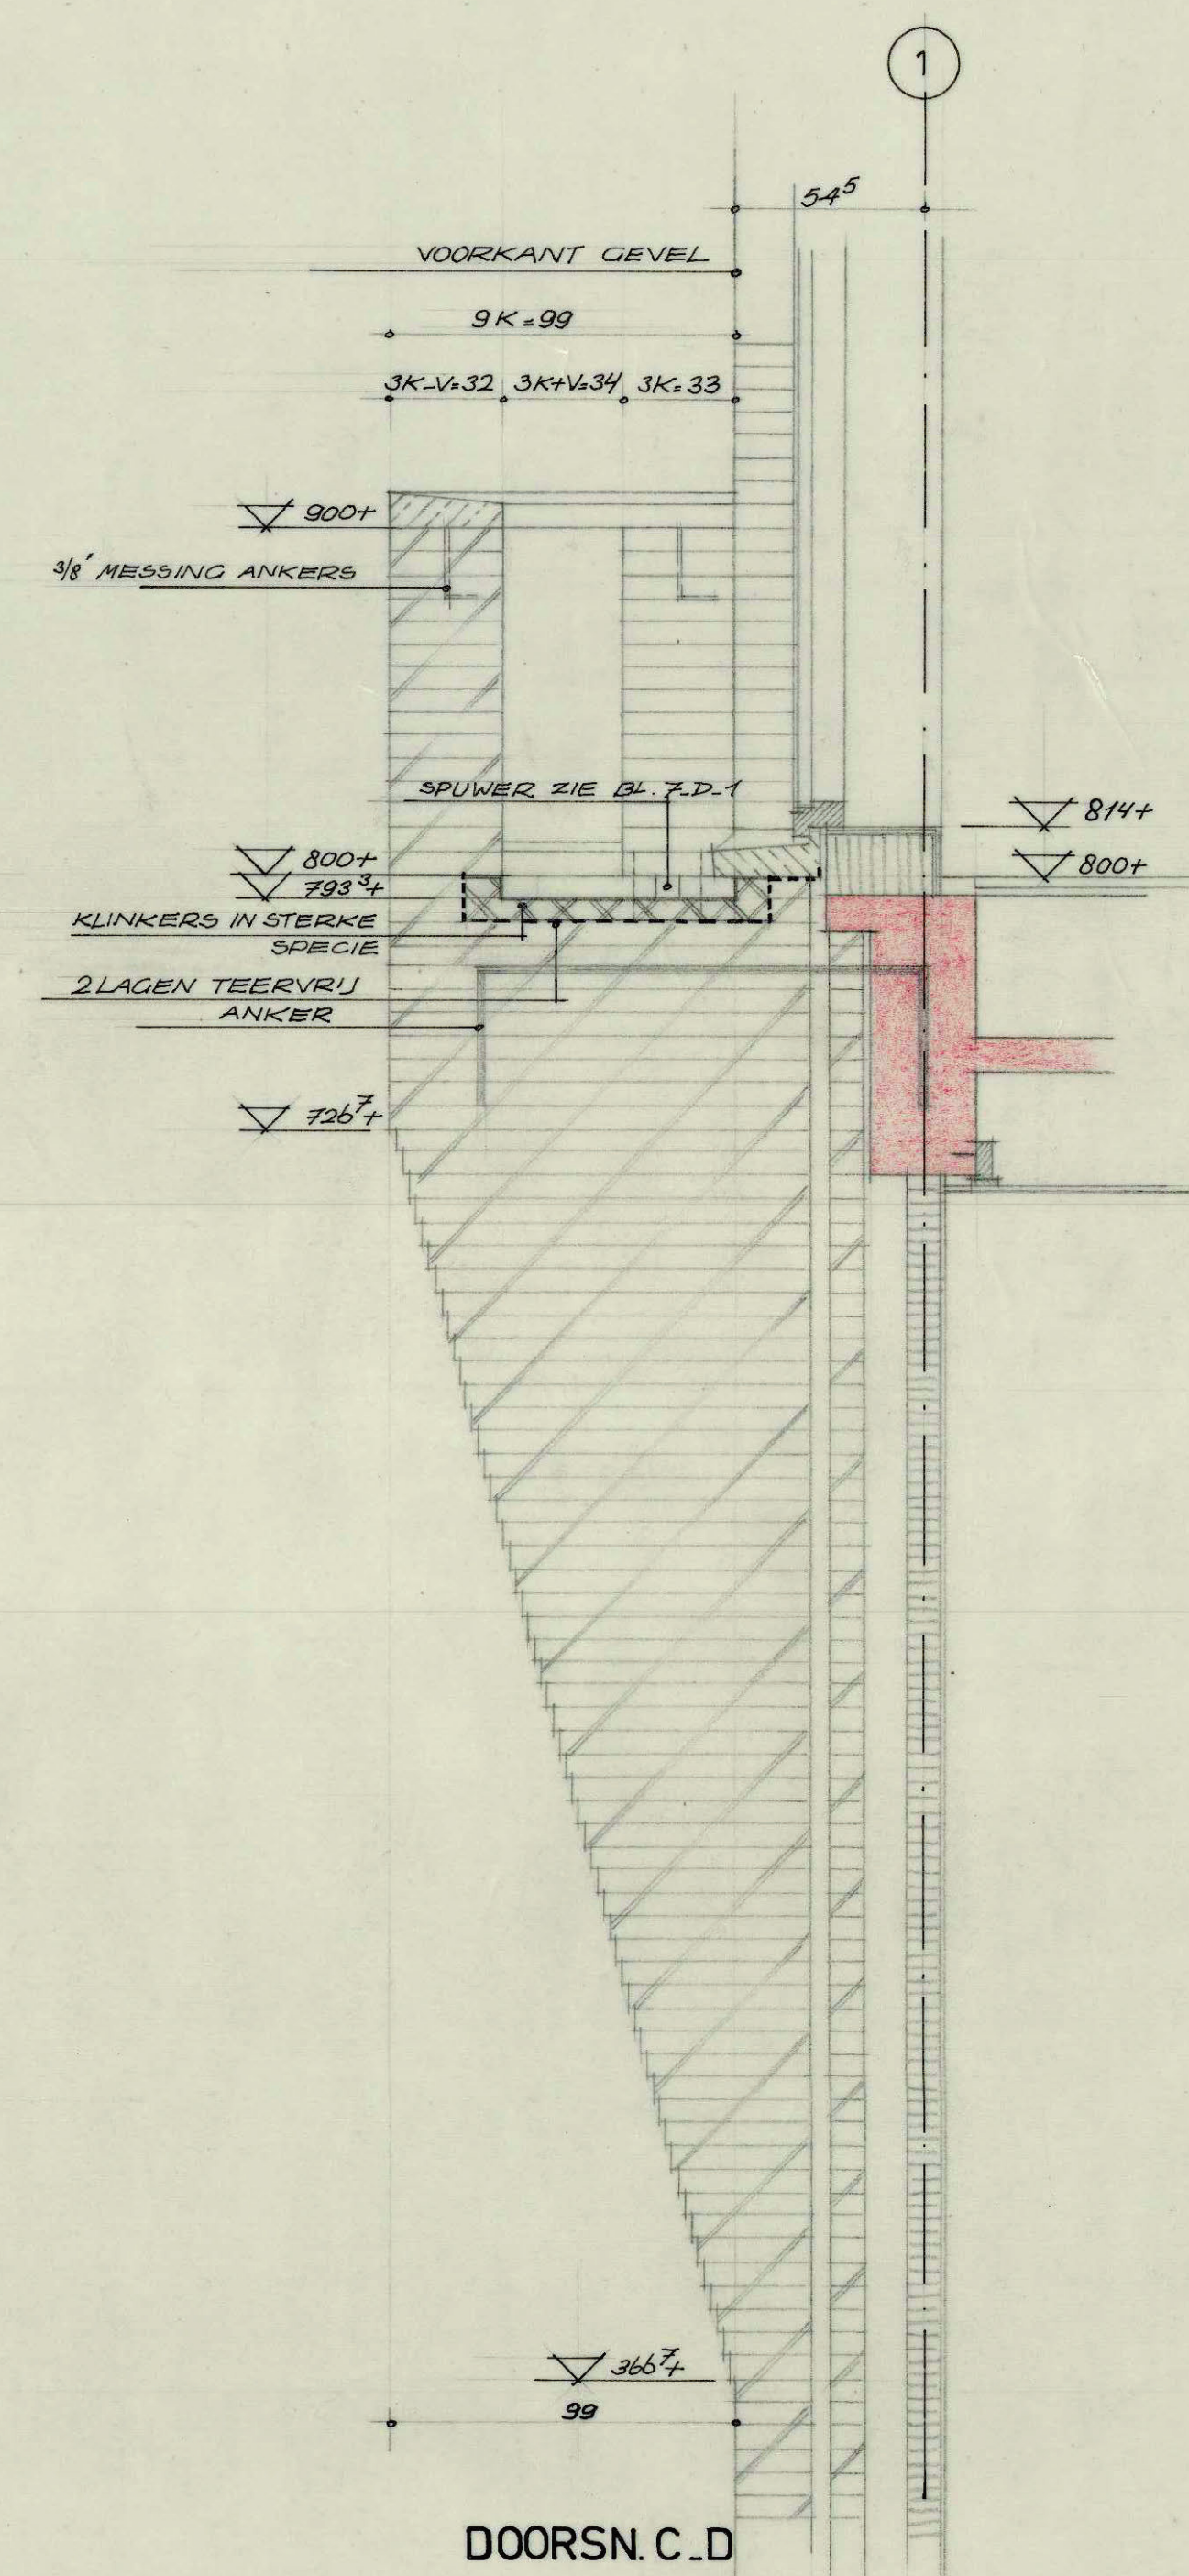 1
54⁵
VOORKANT GEVEL
9K=99
3K-V=32 3K+V=34 3K=33
900+
3/8" MESSING ANKERS
SPUWER ZIE BL. 7-D-1
814+
800+
800+
793³+
KLINKERS IN STERKE
SPECIE
2 LAGEN TEERVRIJ
ANKER
726⁷+
366⁷+
99
DOORSN. C-D